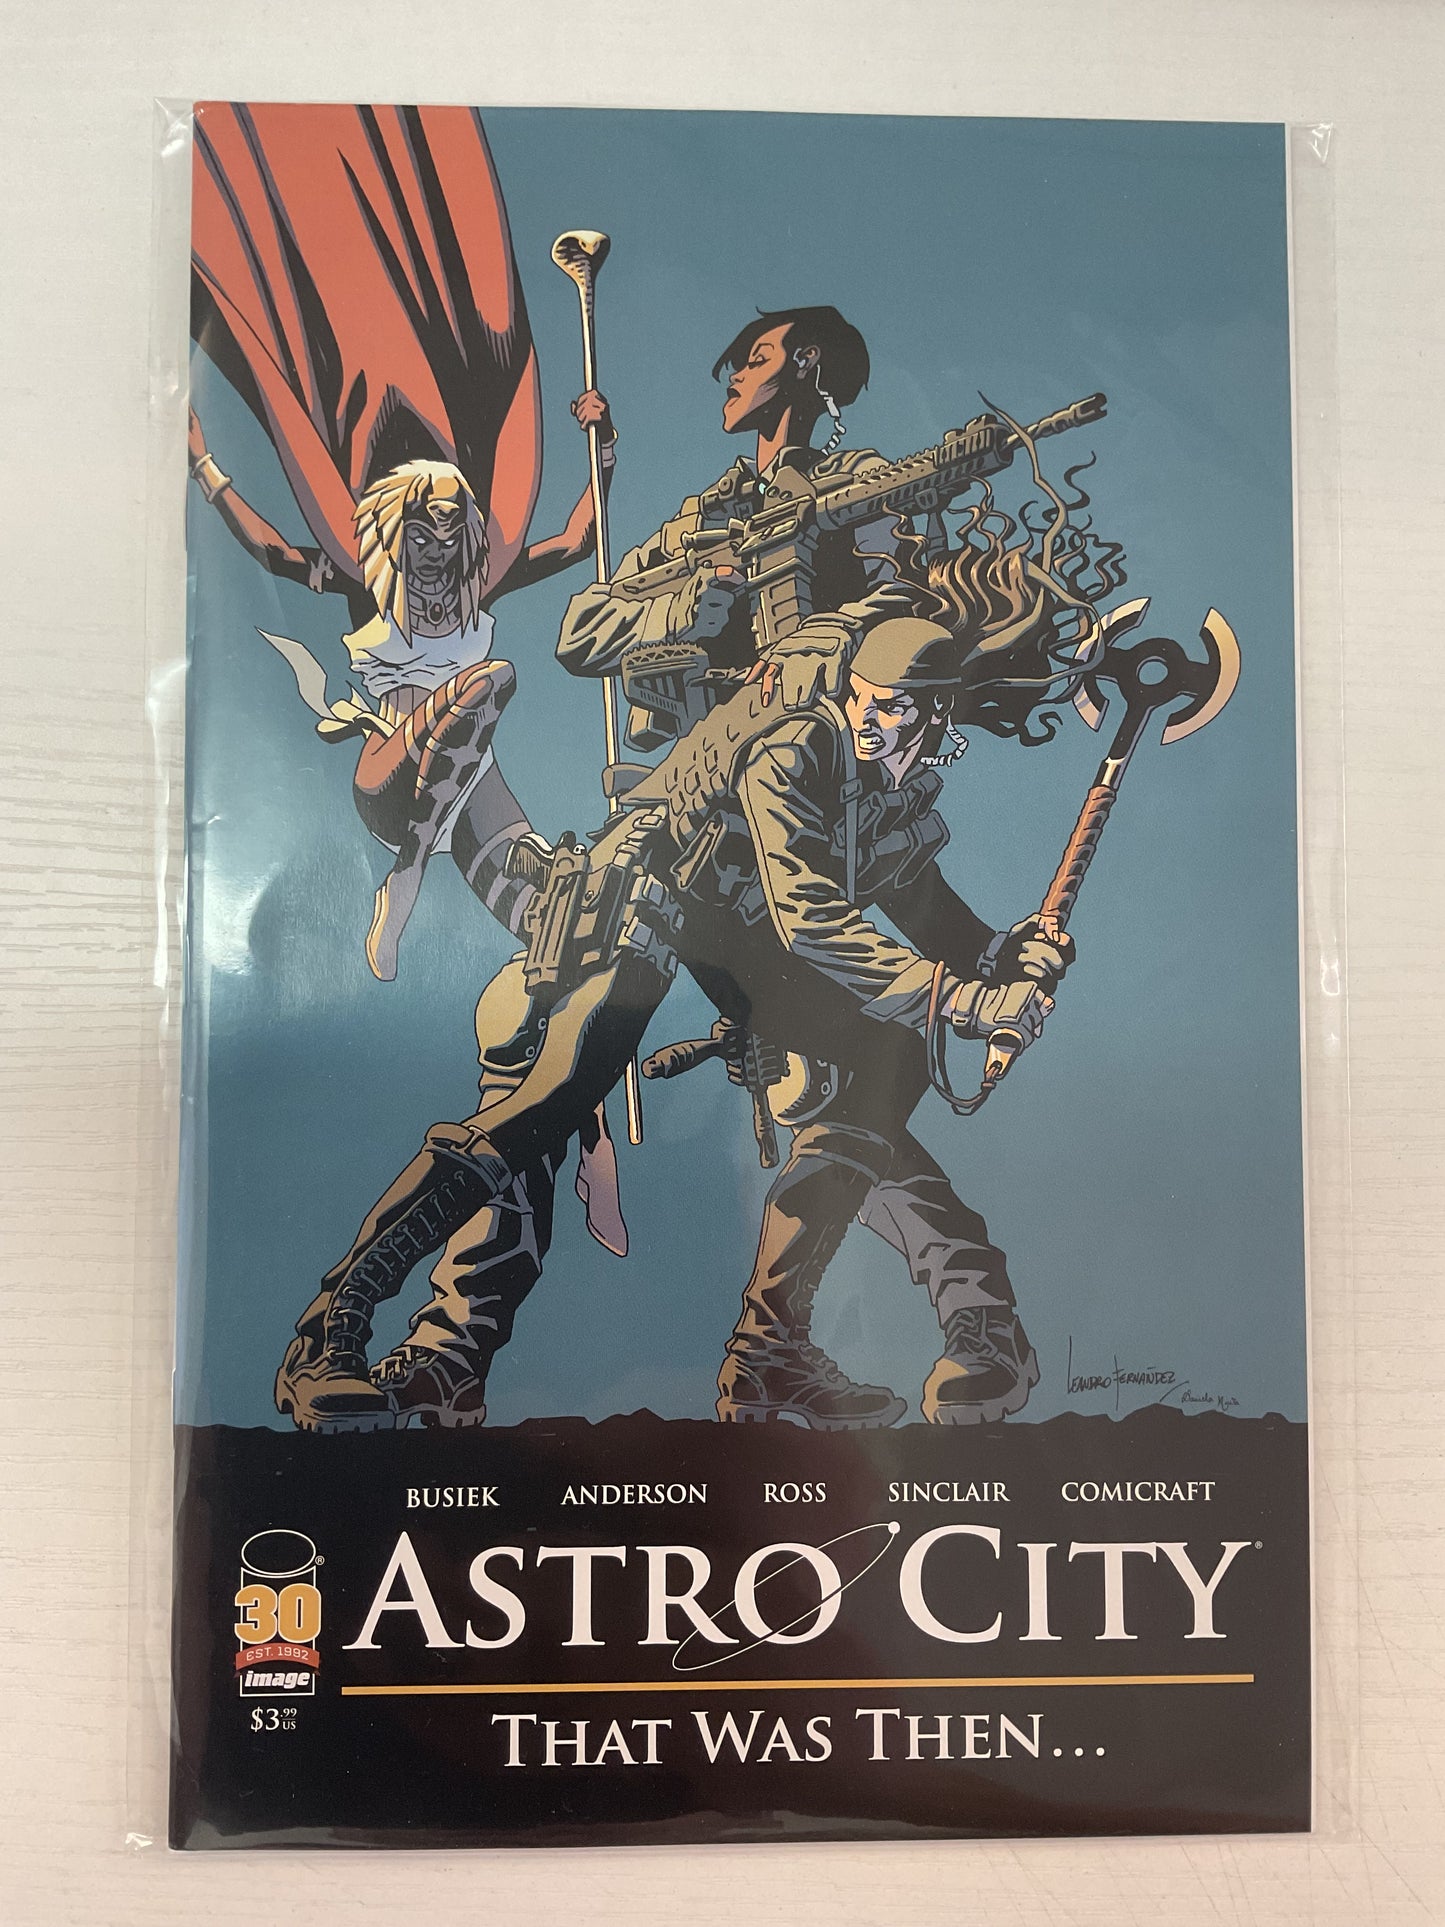 LEANDRO FERNANDEZ
BUSIEK ANDERSON ROSS SINCLAIR COMICRAFT
ASTRO CITY®
®
30
EST. 1992
image
$3.99
US
THAT WAS THEN...